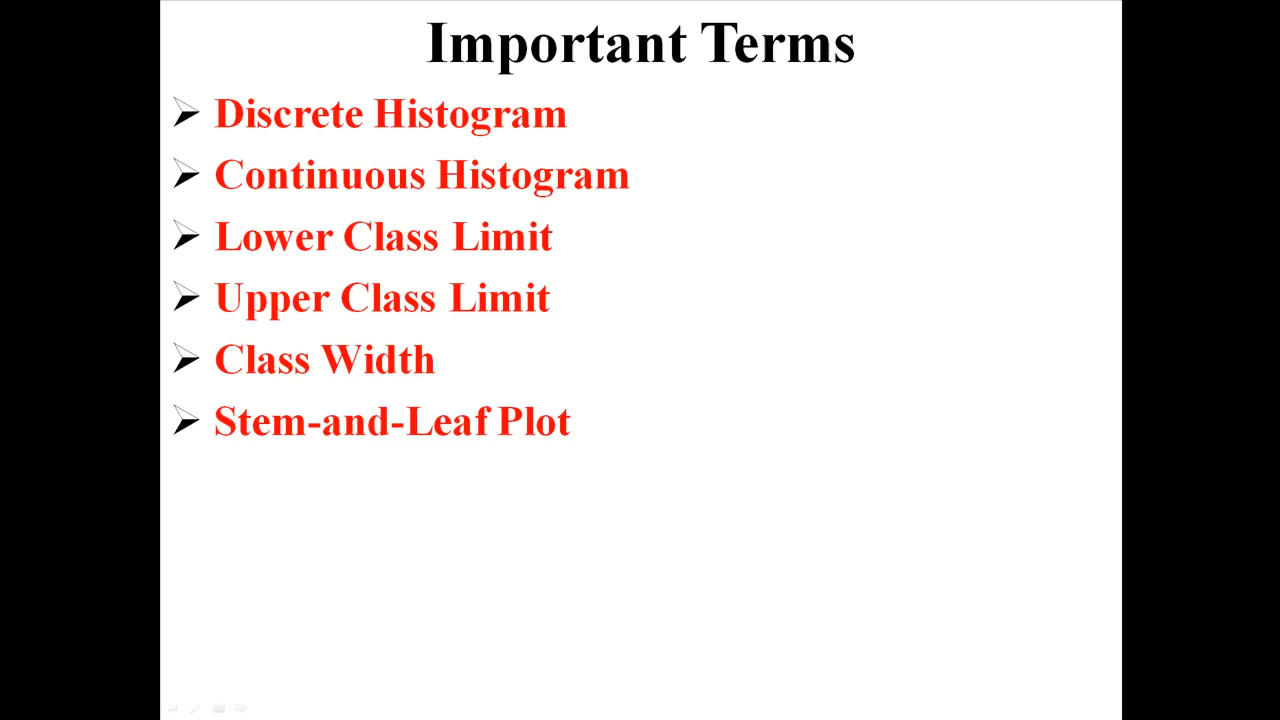 Important Terms
Discrete Histogram
Continuous Histogram
Lower Class Limit
Upper Class Limit
Class Width
Stem-and-Leaf Plot